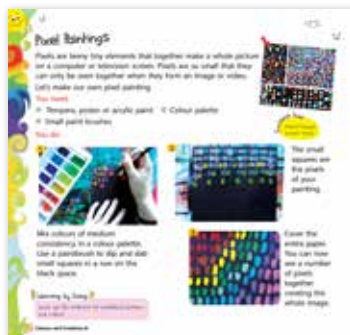 Pixel Paintings
Pixels are teeny tiny elements that together make a whole picture
on a computer or television screen. Pixels are so small that they
can only be seen together when they form an image or video.
Let's make our own pixel painting.
You need
Tempera, poster or acrylic paint
Colour palette
Small paint brushes
You do
Mix colours of medium
consistency in a colour palette.
Use a paintbrush to dip and dab
small squares in a row on the
black space.
The small
squares are
the pixels
of your
painting.
Cover the
entire paper.
You can now
see a number
of pixels
together
creating the
whole image.
Learning by Doing